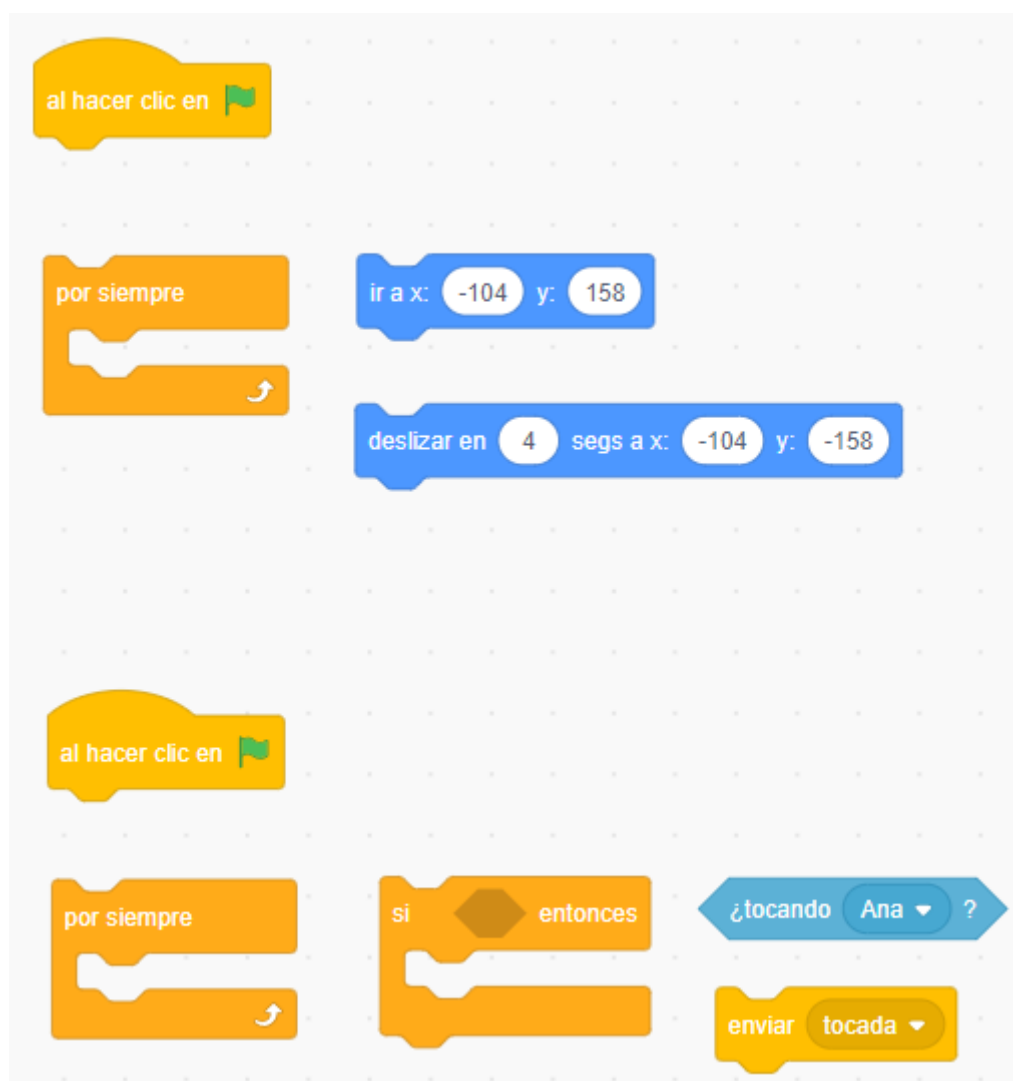 al hacer clic en
por siempre
ir a x: -104 y: 158
deslizar en 4 segs a x: -104 y: -158
al hacer clic en
por siempre
si entonces
¿tocando Ana ?
enviar tocada